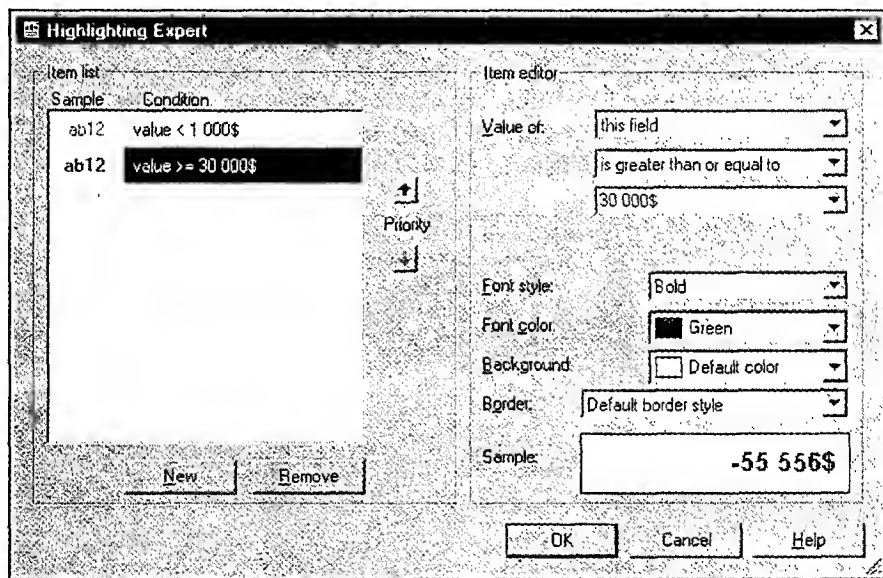 Highlighting Expert
Item list
Sample Condition
ab12 value < 1 000$
ab12 value >= 30 000$
Priority
New Remove
Item editor
Value of: this field
is greater than or equal to
30 000$
Font style: Bold
Font color: Green
Background: Default color
Border: Default border style
Sample: -55 556$
OK Cancel Help